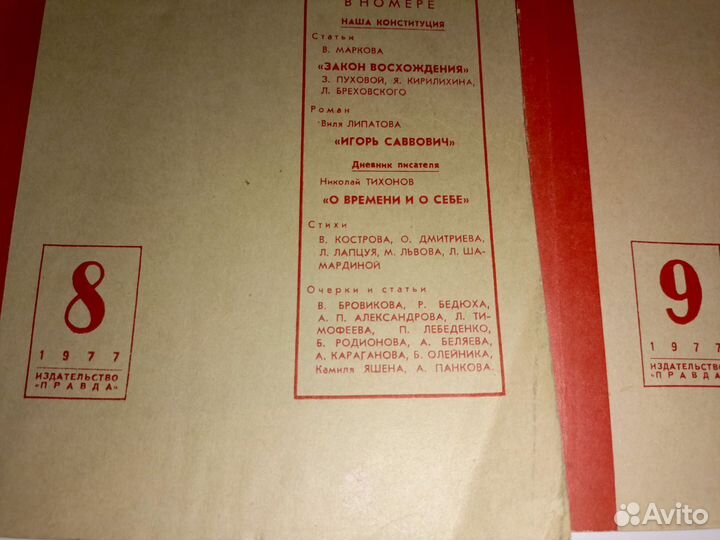 В НОМЕРЕ
НАША КОНСТИТУЦИЯ
Статьи
В. МАРКОВА
«ЗАКОН ВОСХОЖДЕНИЯ»
З. ПУХОВОЙ, Я. КИРИЛИХИНА,
Л. БРЕХОВСКОГО
Роман
Виля ЛИПАТОВА
«ИГОРЬ САВВОВИЧ»
Дневник писателя
Николай ТИХОНОВ
«О ВРЕМЕНИ И О СЕБЕ»
Стихи
В. КОСТРОВА, О. ДМИТРИЕВА,
Л. ЛАПЦУЯ, М. ЛЬВОВА, Л. ША-
МАРДИНОЙ
Очерки и статьи
В. БРОВИКОВА, Р. БЕДЮХА,
А. П. АЛЕКСАНДРОВА, Л. ТИ-
МОФЕЕВА, П. ЛЕБЕДЕНКО,
Б. РОДИОНОВА, А. БЕЛЯЕВА,
А. КАРАГАНОВА, Б. ОЛЕЙНИКА,
Камиля ЯШЕНА, А. ПАНКОВА.
8
1977
ИЗДАТЕЛЬСТВО
«ПРАВДА»
9
1977
ИЗДАТЕЛЬСТВО
«ПРАВДА»
Avito